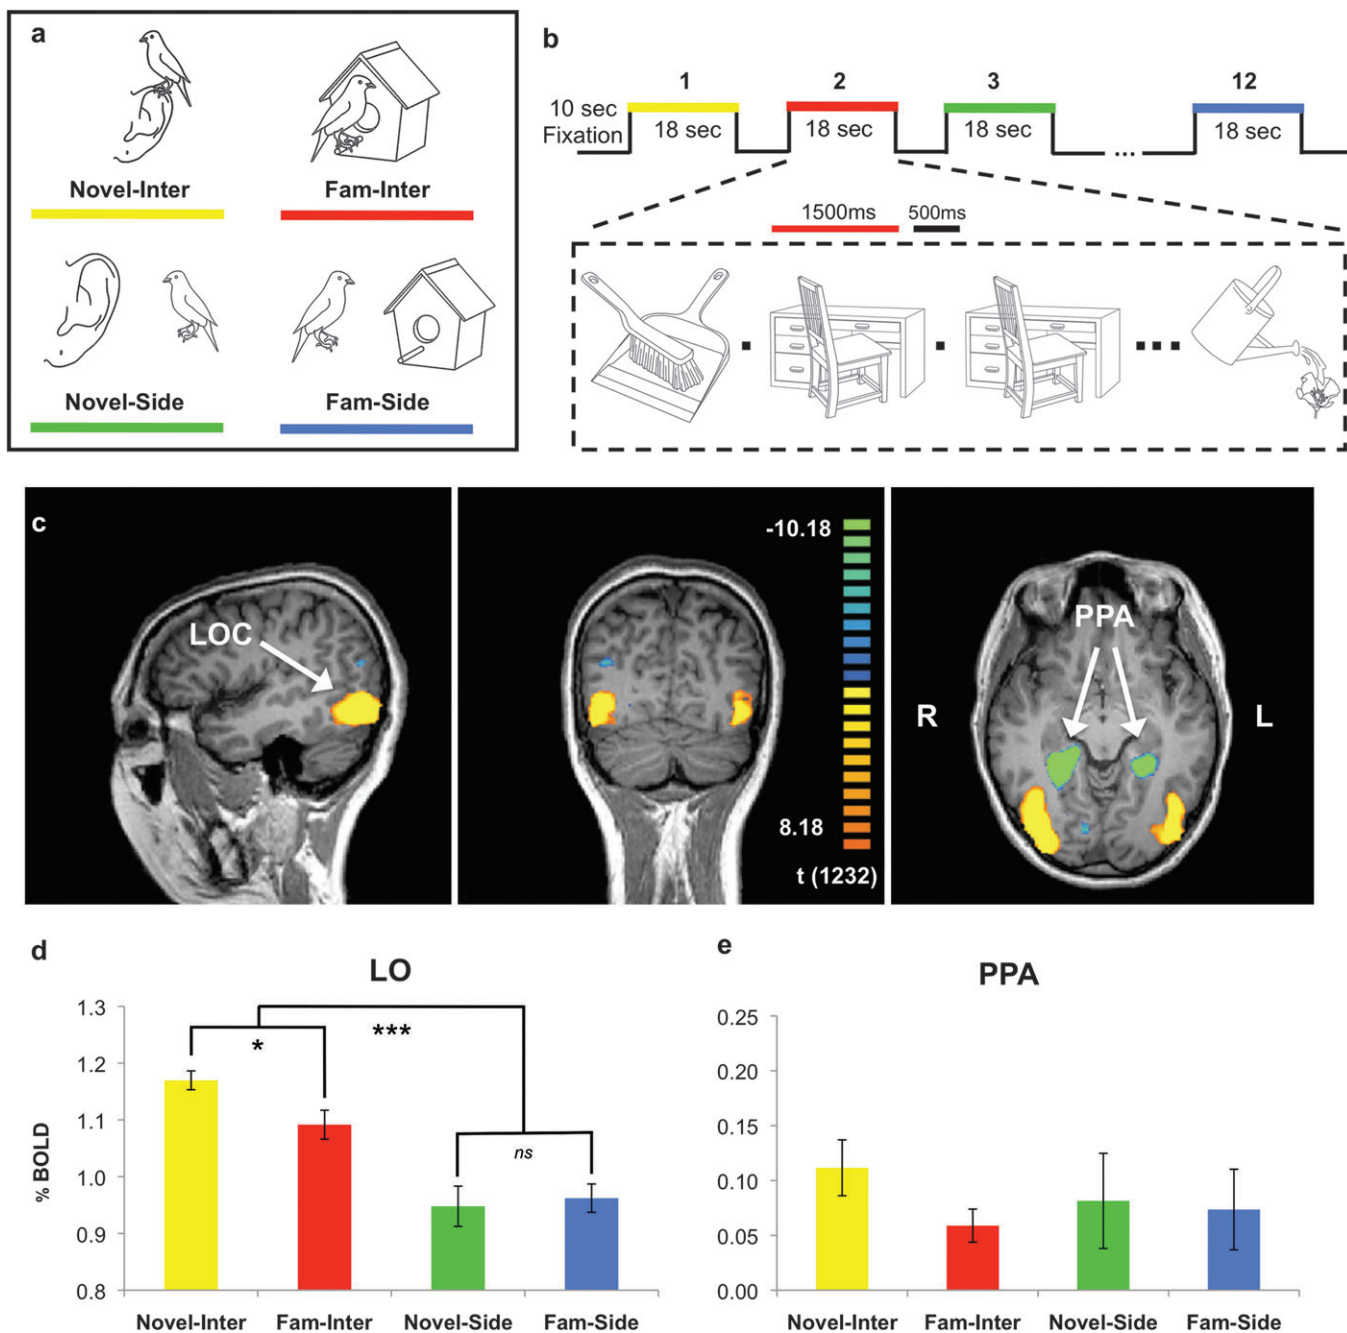 a
Novel-Inter
Fam-Inter
Novel-Side
Fam-Side
b
1
2
3
12
10 sec
Fixation
18 sec
18 sec
18 sec
...
18 sec
1500ms
500ms
c
LOC
-10.18
8.18
t (1232)
PPA
R
L
d
LO
1.3
1.2
1.1
1.0
0.9
0.8
% BOLD
*
***
ns
Novel-Inter
Fam-Inter
Novel-Side
Fam-Side
e
PPA
0.25
0.20
0.15
0.10
0.05
0.00
Novel-Inter
Fam-Inter
Novel-Side
Fam-Side